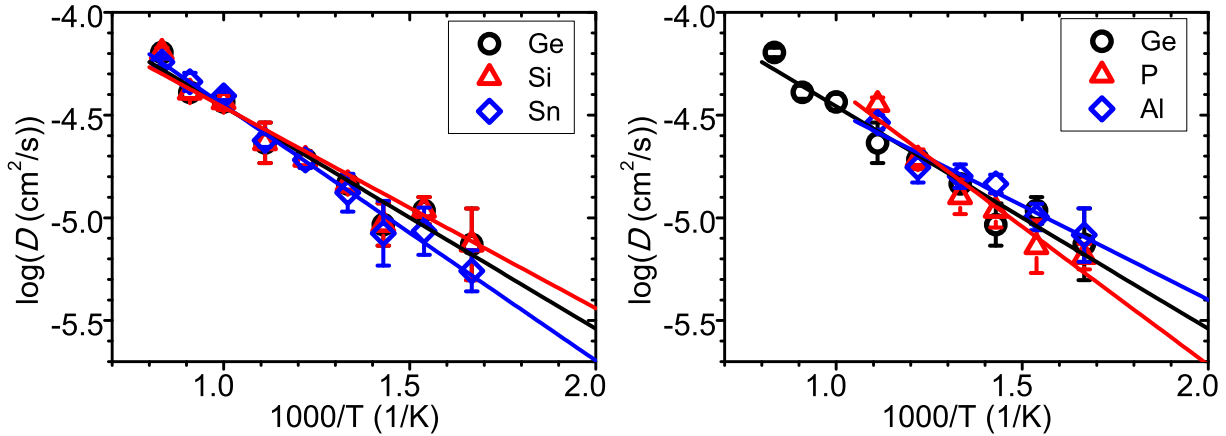 -4.0
-4.5
-5.0
-5.5
log(D (cm²/s))
1.0
1.5
2.0
1000/T (1/K)
Ge
Si
Sn
-4.0
-4.5
-5.0
-5.5
log(D (cm²/s))
1.0
1.5
2.0
1000/T (1/K)
Ge
P
Al